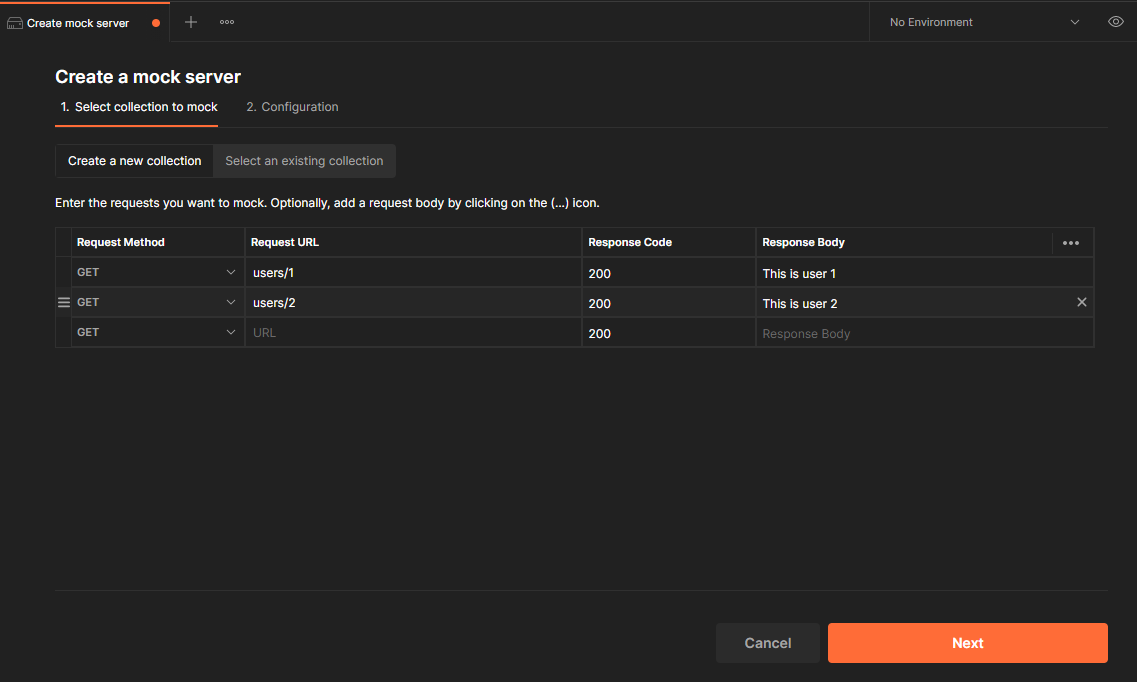 Create mock server
No Environment
Create a mock server
1. Select collection to mock 2. Configuration
Create a new collection Select an existing collection
Enter the requests you want to mock. Optionally, add a request body by clicking on the (...) icon.
Request Method Request URL Response Code Response Body
GET users/1 200 This is user 1
GET users/2 200 This is user 2
GET URL 200 Response Body
Cancel Next